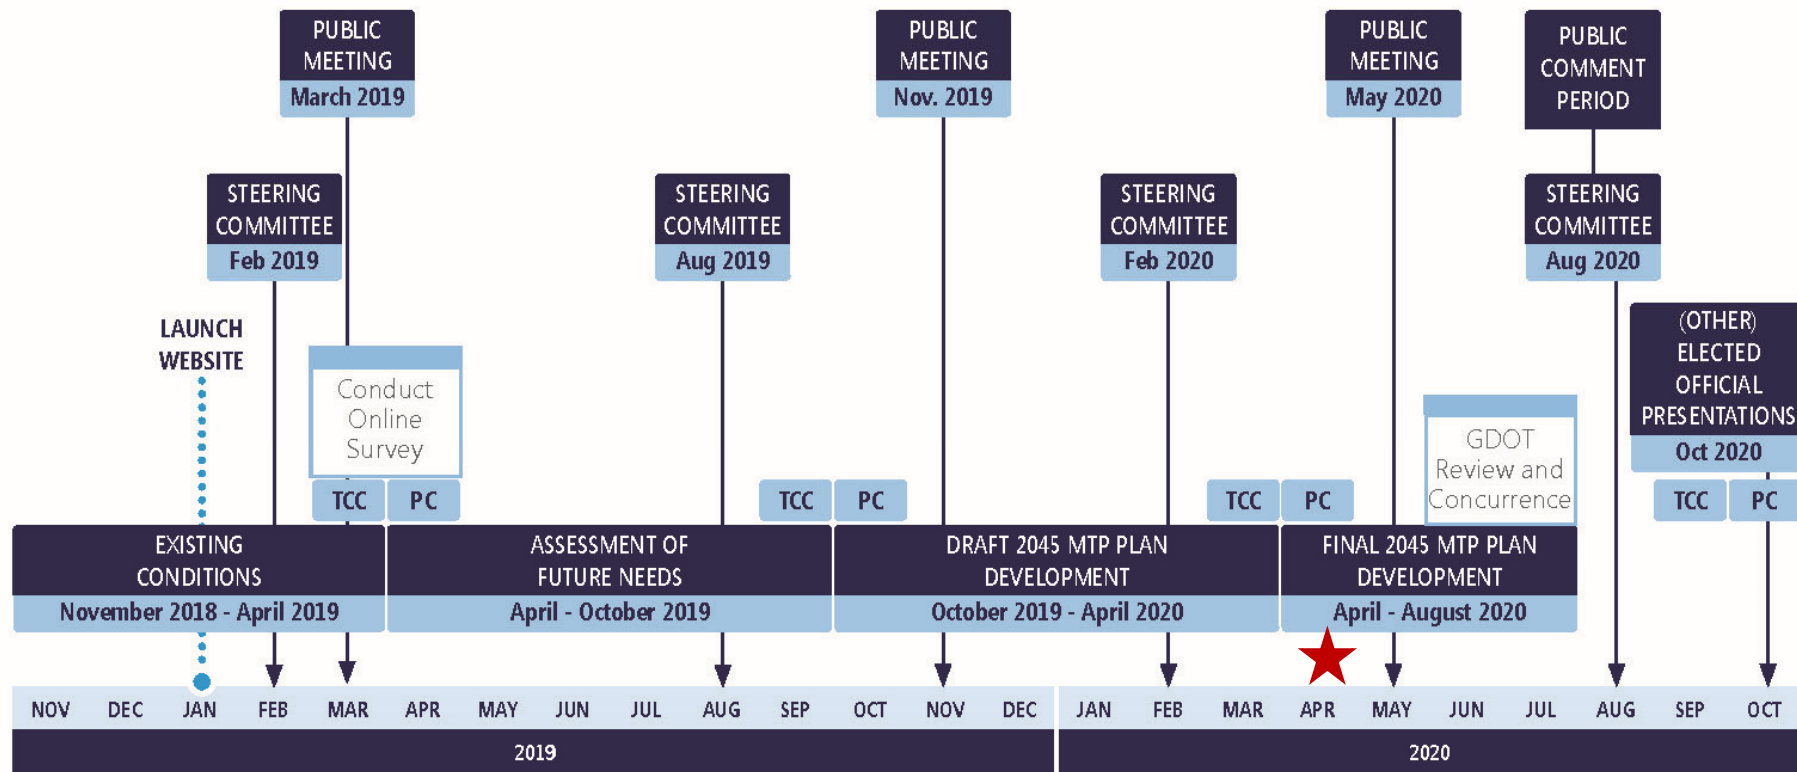 PUBLIC
MEETING
March 2019
PUBLIC
MEETING
Nov. 2019
PUBLIC
MEETING
May 2020
PUBLIC
COMMENT
PERIOD
STEERING
COMMITTEE
Feb 2019
STEERING
COMMITTEE
Aug 2019
STEERING
COMMITTEE
Feb 2020
STEERING
COMMITTEE
Aug 2020
LAUNCH
WEBSITE
Conduct
Online
Survey
(OTHER)
ELECTED
OFFICIAL
PRESENTATIONS
Oct 2020
GDOT
Review and
Concurrence
TCC PC
TCC PC
TCC PC
TCC PC
EXISTING
CONDITIONS
November 2018 - April 2019
ASSESSMENT OF
FUTURE NEEDS
April - October 2019
DRAFT 2045 MTP PLAN
DEVELOPMENT
October 2019 - April 2020
FINAL 2045 MTP PLAN
DEVELOPMENT
April - August 2020
NOV DEC JAN FEB MAR APR MAY JUN JUL AUG SEP OCT NOV DEC JAN FEB MAR APR MAY JUN JUL AUG SEP OCT
2019 2020